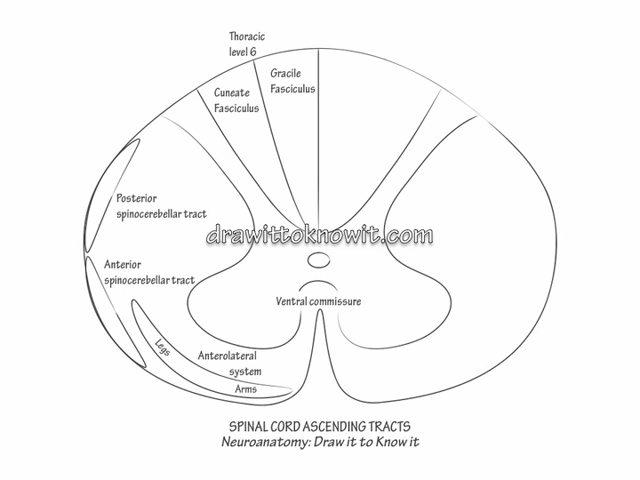 Thoracic
level 6
Gracile
Fasciculus
Cuneate
Fasciculus
Posterior
spinocerebellar tract
drawittoknowit.com
Anterior
spinocerebellar tract
Ventral commissure
Legs
Anterolateral
system
Arms
SPINAL CORD ASCENDING TRACTS
Neuroanatomy: Draw it to Know it